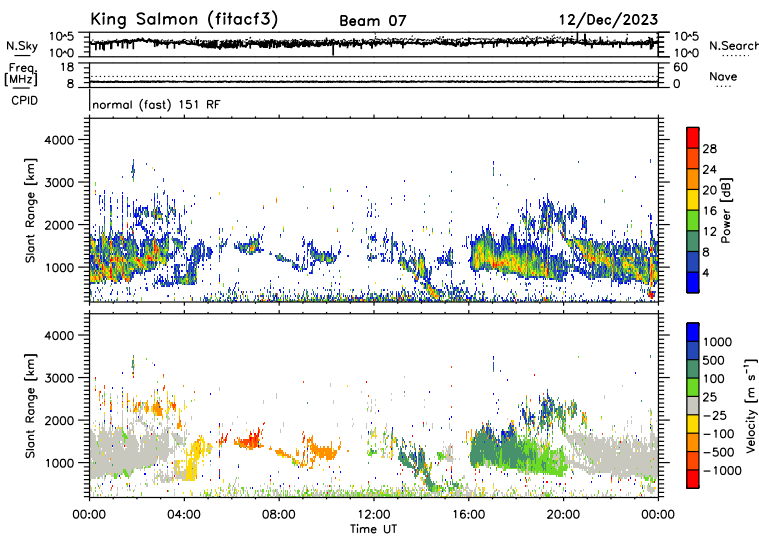 King Salmon (fitacf3) Beam 07 12/Dec/2023
N.Sky 10^5 10^0 10^5 10^0 N.Search
Freq. [MHz] 18 8 60 0 Nave
CPID normal (fast) 151 RF
Slant Range [km] 4000 3000 2000 1000
28 24 20 16 12 8 4 Power [dB]
Slant Range [km] 4000 3000 2000 1000
1000 500 100 25 −25 −100 −500 −1000 Velocity [m s⁻¹]
00:00 04:00 08:00 12:00 16:00 20:00 00:00
Time UT